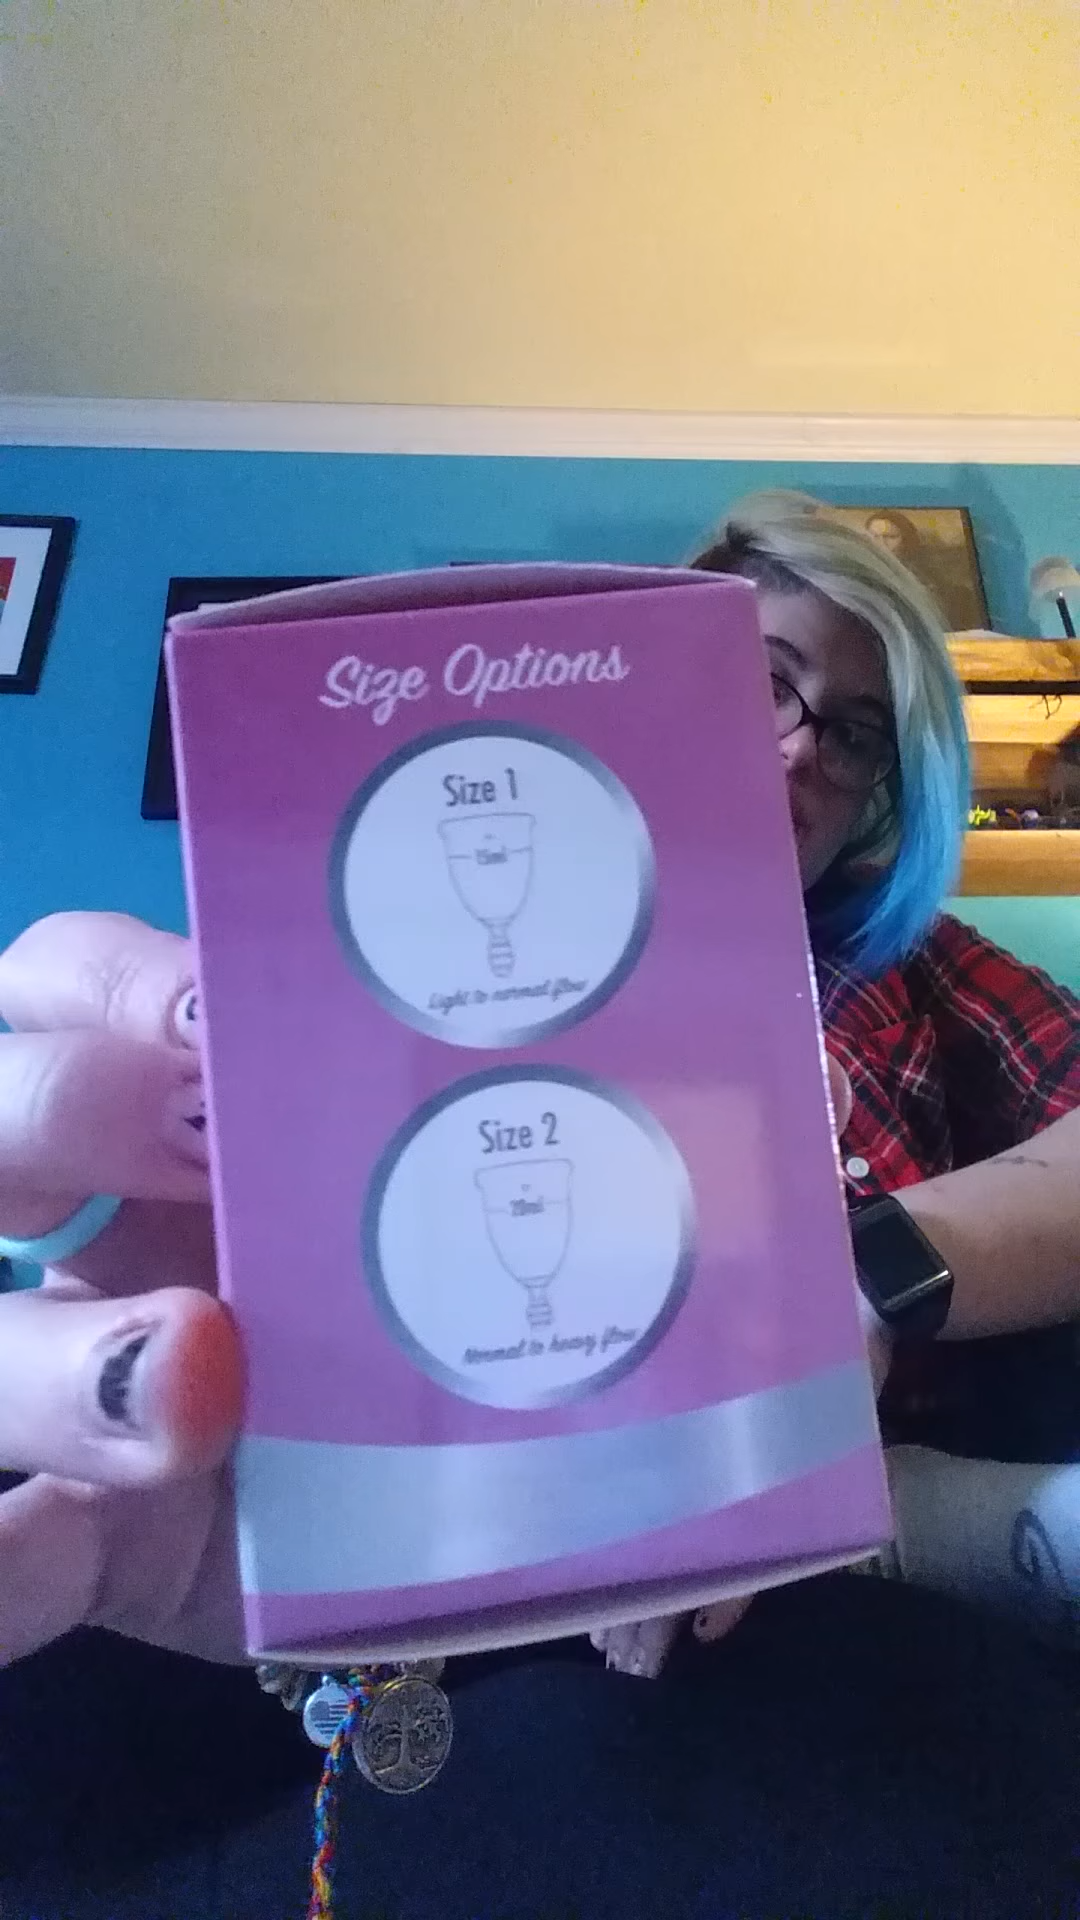 Size Options
Size 1
15ml
Light to normal flow
Size 2
20ml
Normal to heavy flow